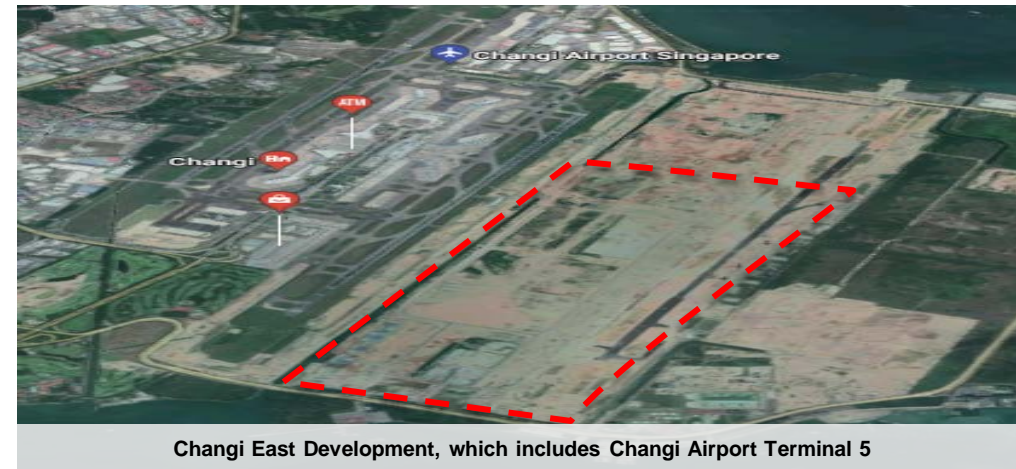 Changi Airport Singapore
ATM
Changi
Changi East Development, which includes Changi Airport Terminal 5